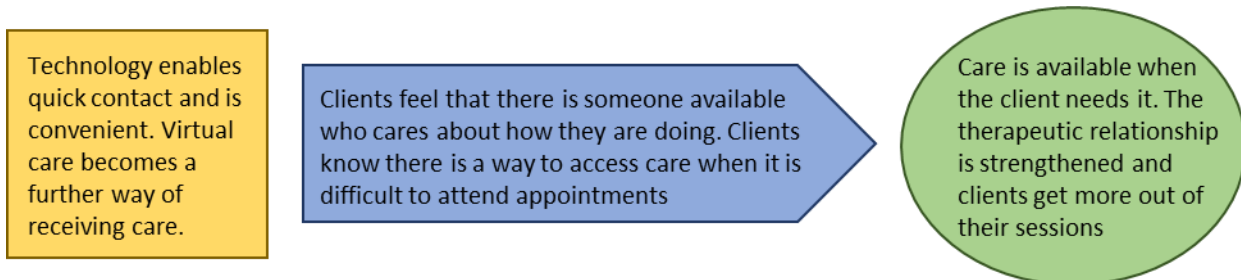 Technology enables
quick contact and is
convenient. Virtual
care becomes a
further way of
receiving care.
Clients feel that there is someone available
who cares about how they are doing. Clients
know there is a way to access care when it is
difficult to attend appointments
Care is available when
the client needs it. The
therapeutic relationship
is strengthened and
clients get more out of
their sessions